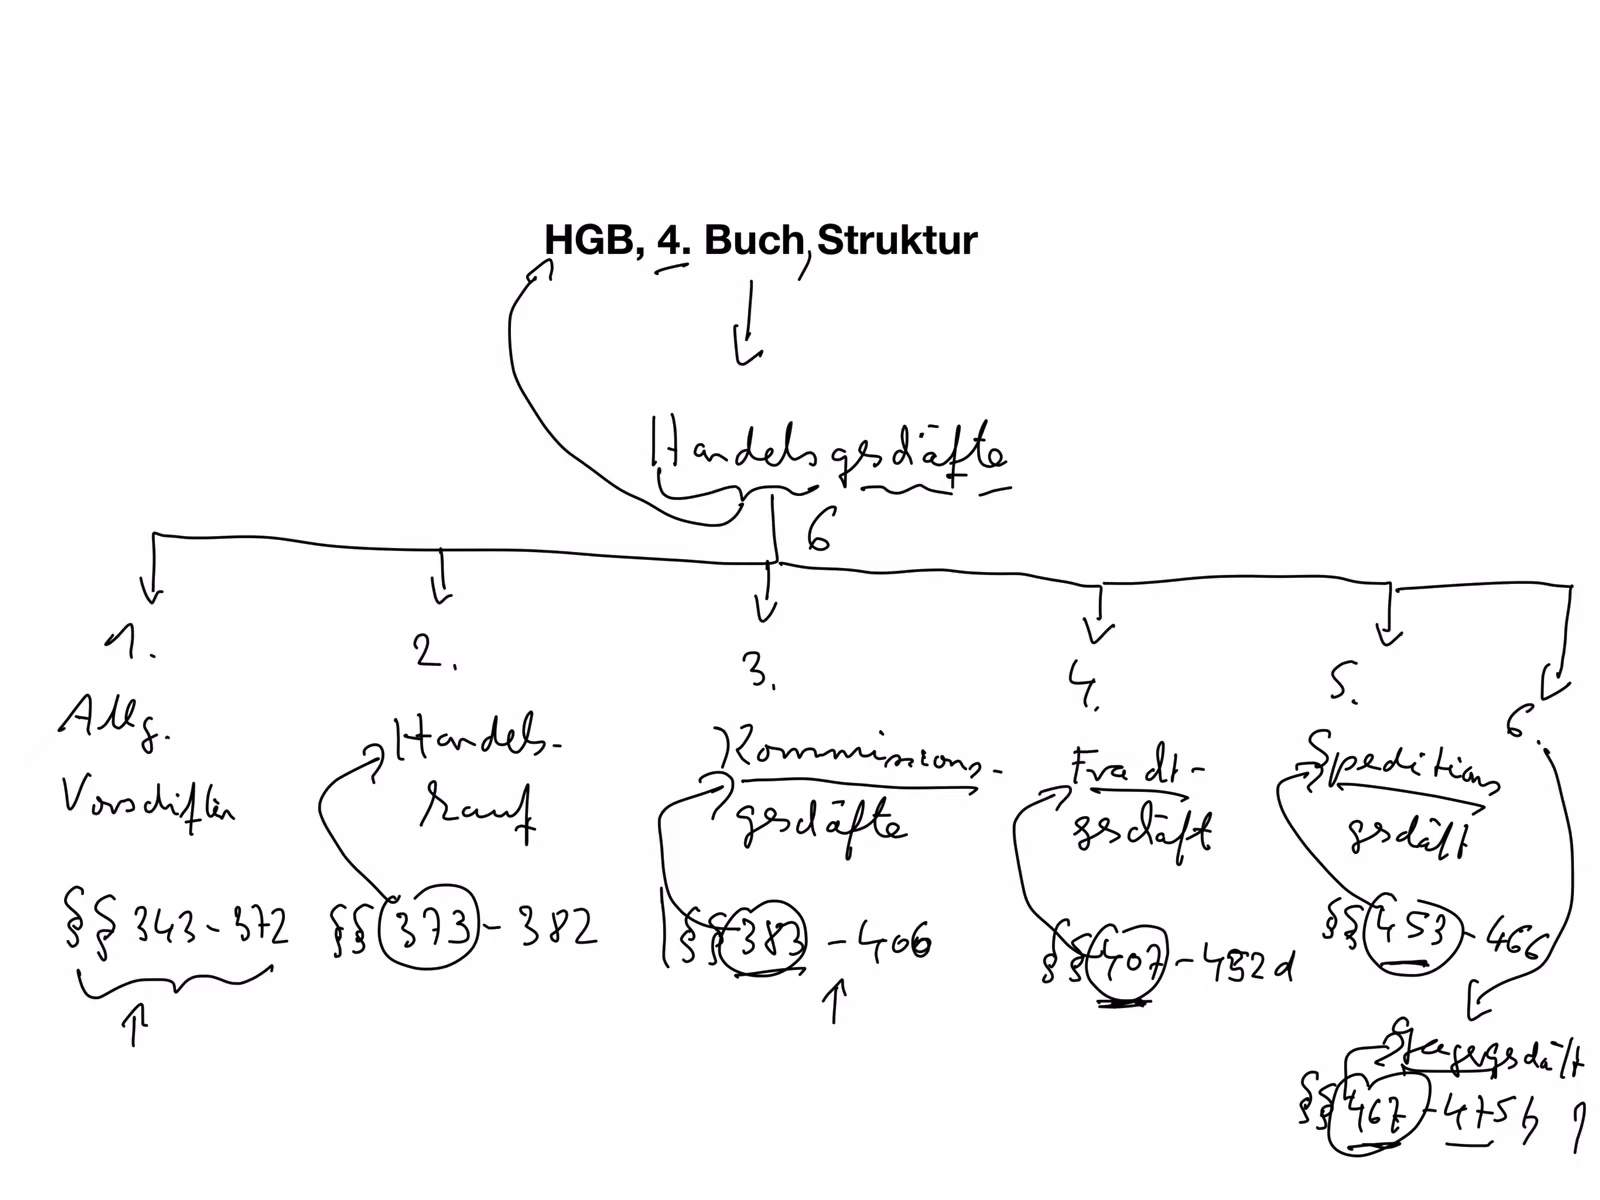 HGB, 4. Buch, Struktur
Handelsgeschäfte
6
1.
Allg.
Vorschriften
§§ 343 - 372
2.
Handels-
kauf
§§ 373 - 382
3.
Kommissions-
geschäfte
§§ 383 - 406
4.
Fracht-
geschäft
§§ 407 - 452d
5.
Speditions
geschäft
§§ 453 - 466
6.
Lagergeschäft
§§ 467 - 475h